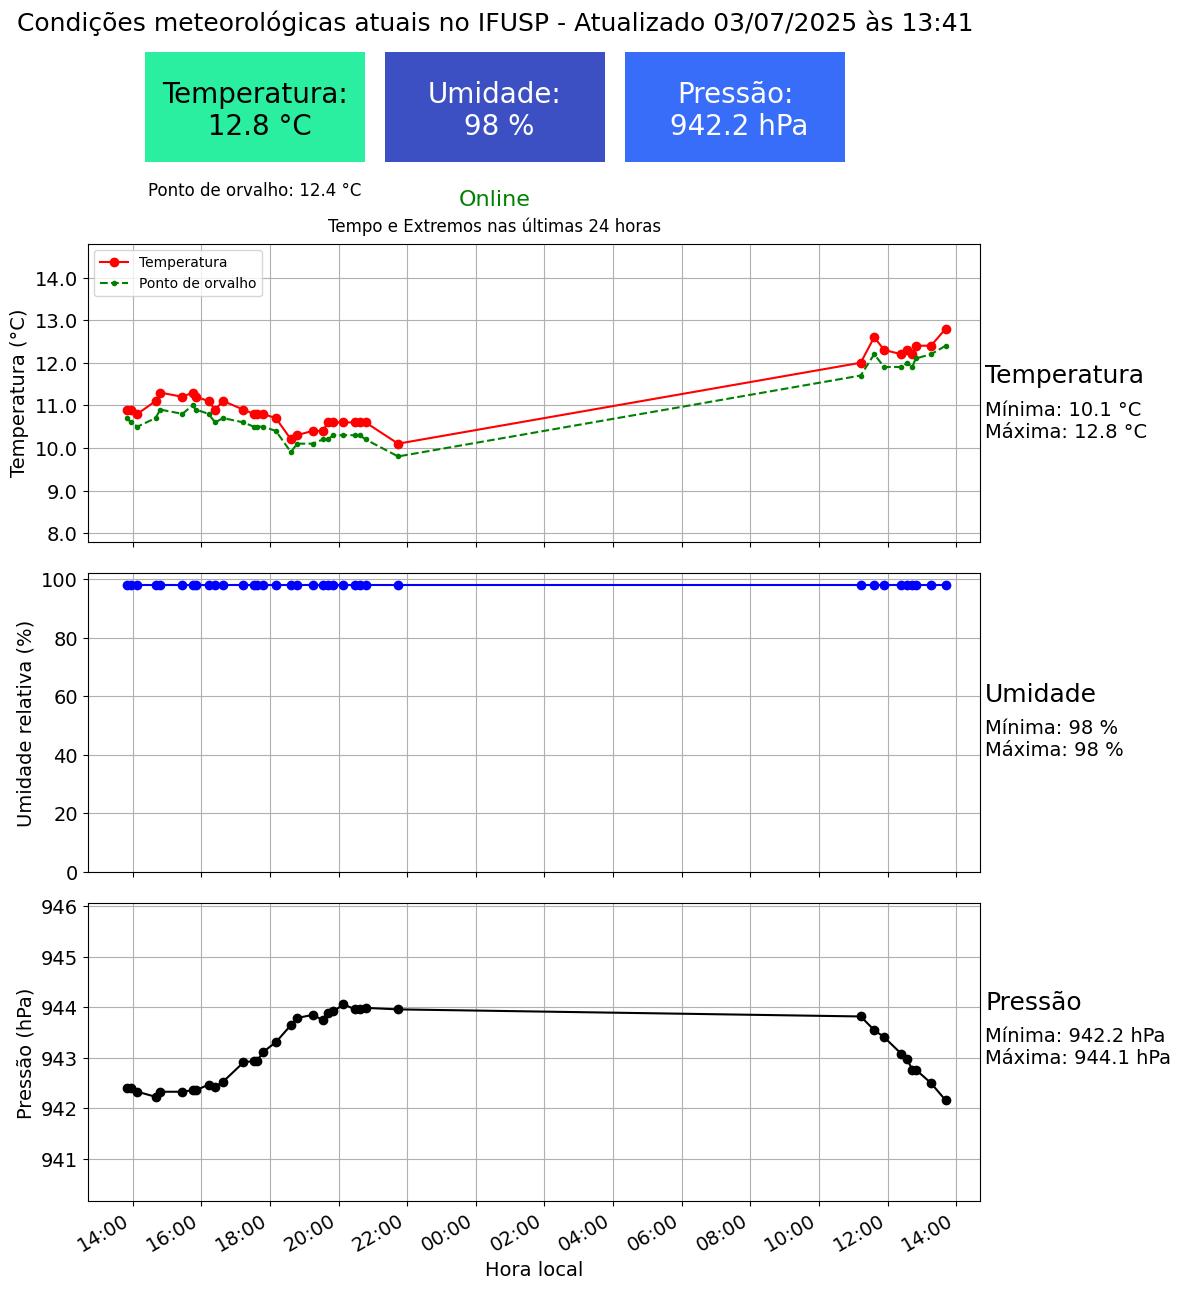 Condições meteorológicas atuais no IFUSP - Atualizado 03/07/2025 às 13:41
Temperatura:
12.8 °C
Umidade:
98 %
Pressão:
942.2 hPa
Ponto de orvalho: 12.4 °C
Online
Tempo e Extremos nas últimas 24 horas
Temperatura
Ponto de orvalho
Temperatura (°C)
14.0
13.0
12.0
11.0
10.0
9.0
8.0
Temperatura
Mínima: 10.1 °C
Máxima: 12.8 °C
Umidade relativa (%)
100
80
60
40
20
0
Umidade
Mínima: 98 %
Máxima: 98 %
Pressão (hPa)
946
945
944
943
942
941
Pressão
Mínima: 942.2 hPa
Máxima: 944.1 hPa
14:00 16:00 18:00 20:00 22:00 00:00 02:00 04:00 06:00 08:00 10:00 12:00 14:00
Hora local